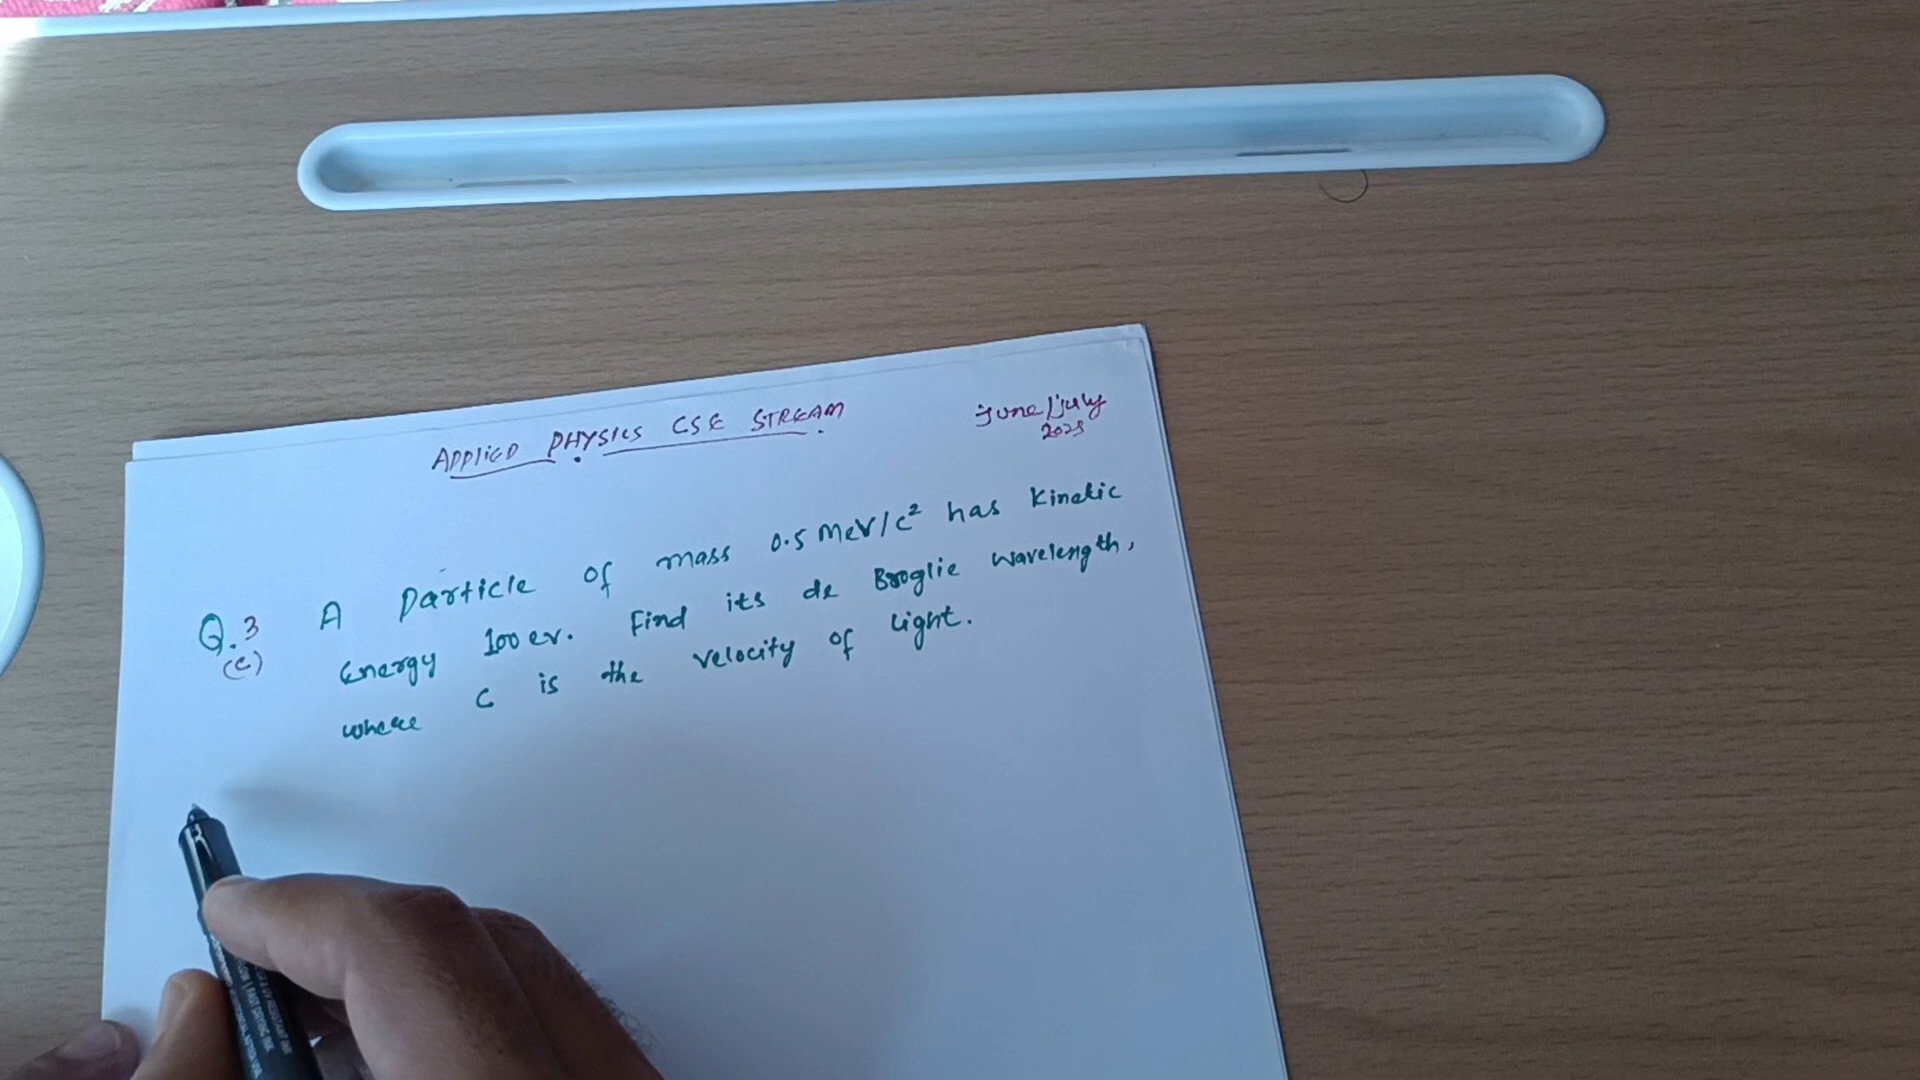 APPLIED PHYSICS CSE STREAM
June/July
2025
Q.3 A particle of mass 0.5 MeV/c² has kinetic
(c) Energy 100 ev. Find its de Broglie wavelength,
where c is the velocity of light.